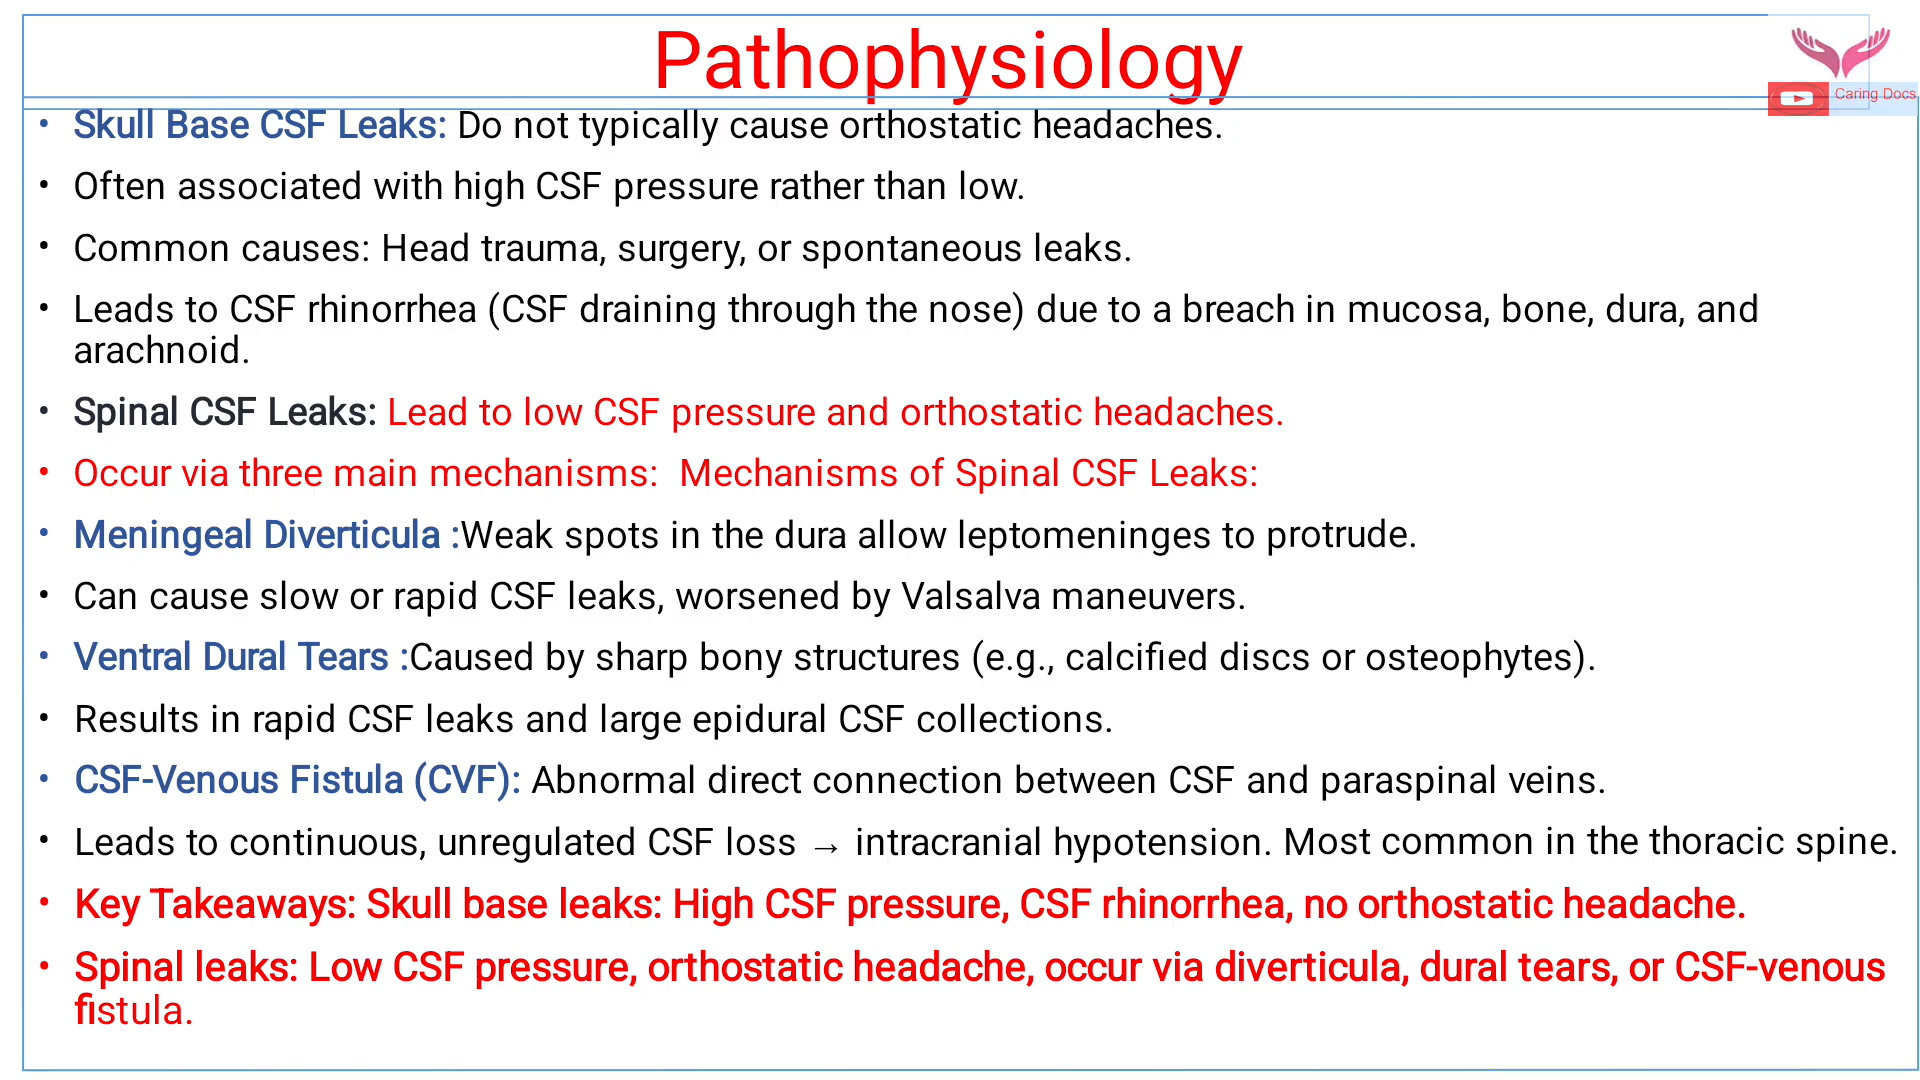 Pathophysiology
Caring Docs
• Skull Base CSF Leaks: Do not typically cause orthostatic headaches.
• Often associated with high CSF pressure rather than low.
• Common causes: Head trauma, surgery, or spontaneous leaks.
• Leads to CSF rhinorrhea (CSF draining through the nose) due to a breach in mucosa, bone, dura, and
arachnoid.
• Spinal CSF Leaks: Lead to low CSF pressure and orthostatic headaches.
• Occur via three main mechanisms:  Mechanisms of Spinal CSF Leaks:
• Meningeal Diverticula :Weak spots in the dura allow leptomeninges to protrude.
• Can cause slow or rapid CSF leaks, worsened by Valsalva maneuvers.
• Ventral Dural Tears :Caused by sharp bony structures (e.g., calcified discs or osteophytes).
• Results in rapid CSF leaks and large epidural CSF collections.
• CSF-Venous Fistula (CVF): Abnormal direct connection between CSF and paraspinal veins.
• Leads to continuous, unregulated CSF loss → intracranial hypotension. Most common in the thoracic spine.
• Key Takeaways: Skull base leaks: High CSF pressure, CSF rhinorrhea, no orthostatic headache.
• Spinal leaks: Low CSF pressure, orthostatic headache, occur via diverticula, dural tears, or CSF-venous
fistula.